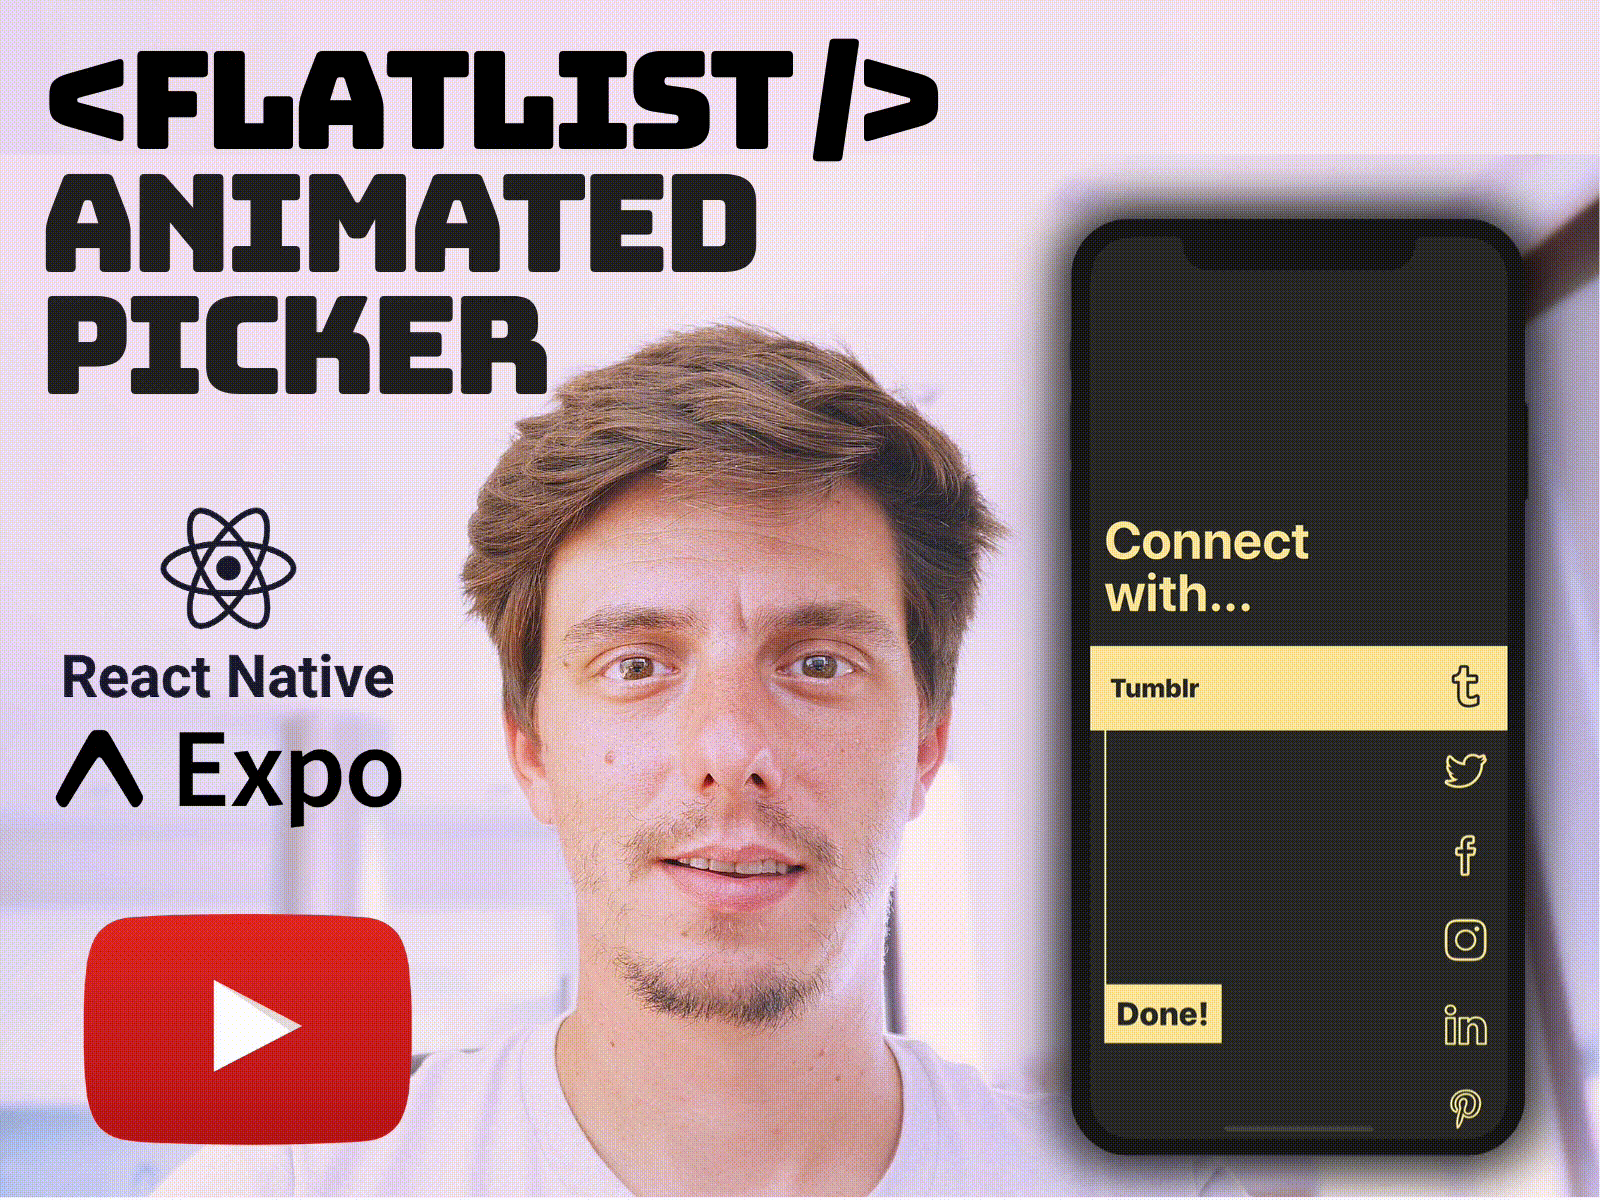 <FLATLIST />
ANIMATED
PICKER
React Native
Expo
Connect
with...
Tumblr
Done!